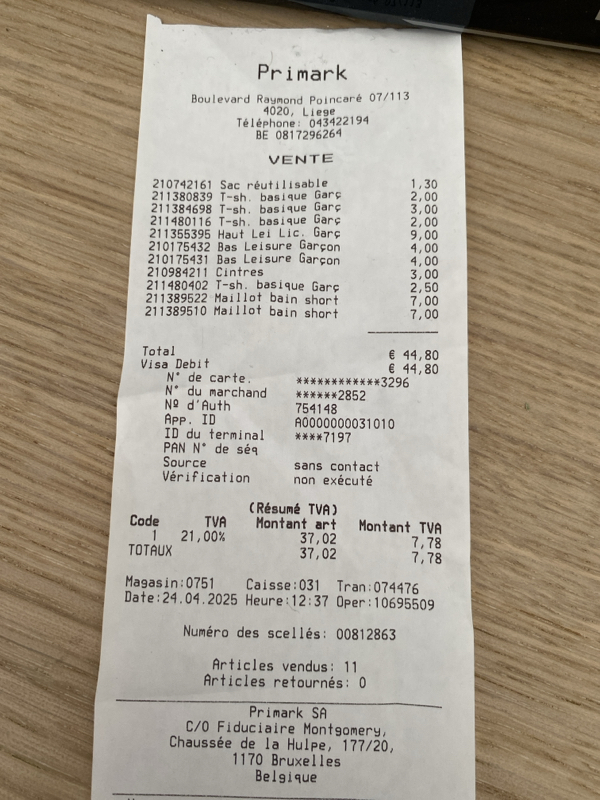 Primark
Boulevard Raymond Poincaré 07/113
4020, Liege
Téléphone: 043422194
BE 0817296264
VENTE
210742161 Sac réutilisable 1,30
211380839 T-sh. basique Garç 2,00
211384698 T-sh. basique Garç 3,00
211480116 T-sh. basique Garç 2,00
211355395 Haut Lei Lic. Garç 9,00
210175432 Bas Leisure Garçon 4,00
210175431 Bas Leisure Garçon 4,00
210984211 Cintres 3,00
211480402 T-sh. basique Garç 2,50
211389522 Maillot bain short 7,00
211389510 Maillot bain short 7,00
Total € 44,80
Visa Debit € 44,80
N° de carte. ************3296
N° du marchand ******2852
Nº d'Auth 754148
App. ID A0000000031010
ID du terminal ****7197
PAN N° de séq
Source sans contact
Vérification non exécuté
(Résumé TVA)
Code TVA Montant art Montant TVA
1 21,00% 37,02 7,78
TOTAUX 37,02 7,78
Magasin:0751 Caisse:031 Tran:074476
Date:24.04.2025 Heure:12:37 Oper:10695509
Numéro des scellés: 00812863
Articles vendus: 11
Articles retournés: 0
Primark SA
C/O Fiduciaire Montgomery,
Chaussée de la Hulpe, 177/20,
1170 Bruxelles
Belgique